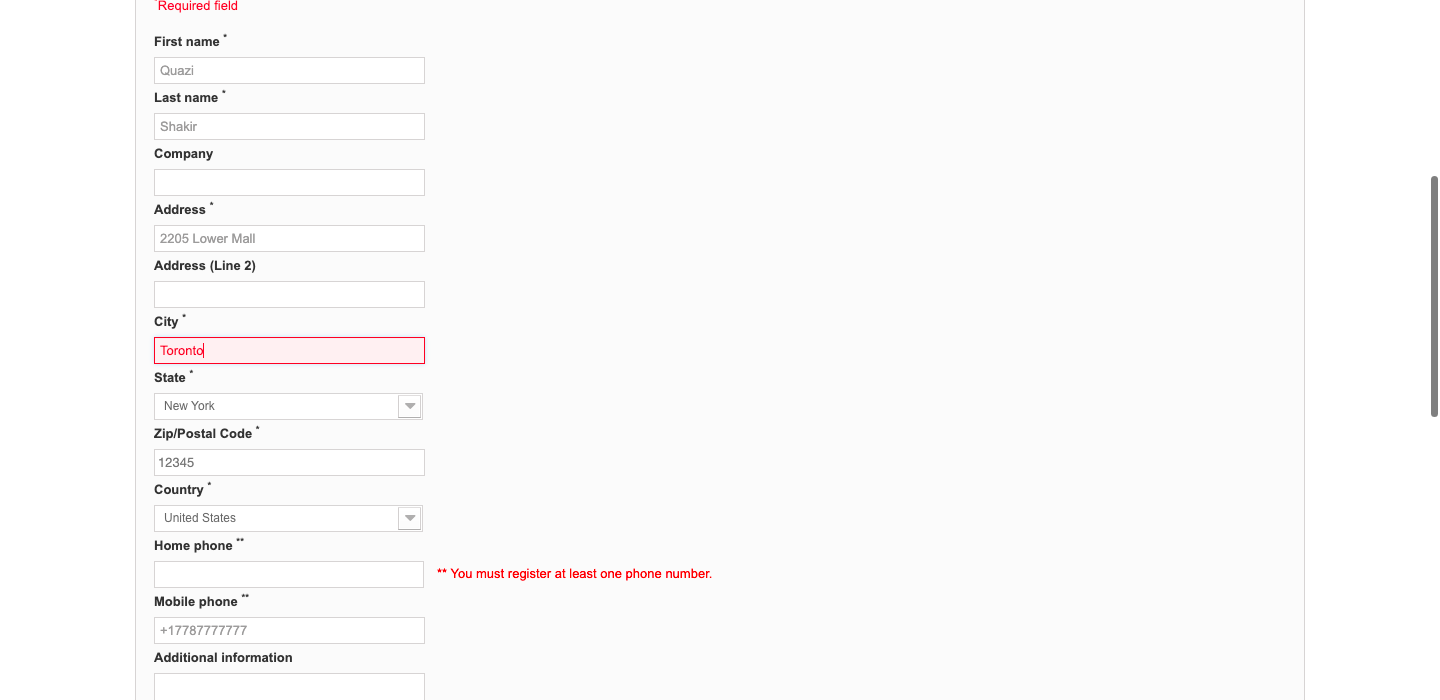 *Required field
First name *
Quazi
Last name *
Shakir
Company
Address *
2205 Lower Mall
Address (Line 2)
City *
Toronto
State *
New York
Zip/Postal Code *
12345
Country *
United States
Home phone **
** You must register at least one phone number.
Mobile phone **
+17787777777
Additional information